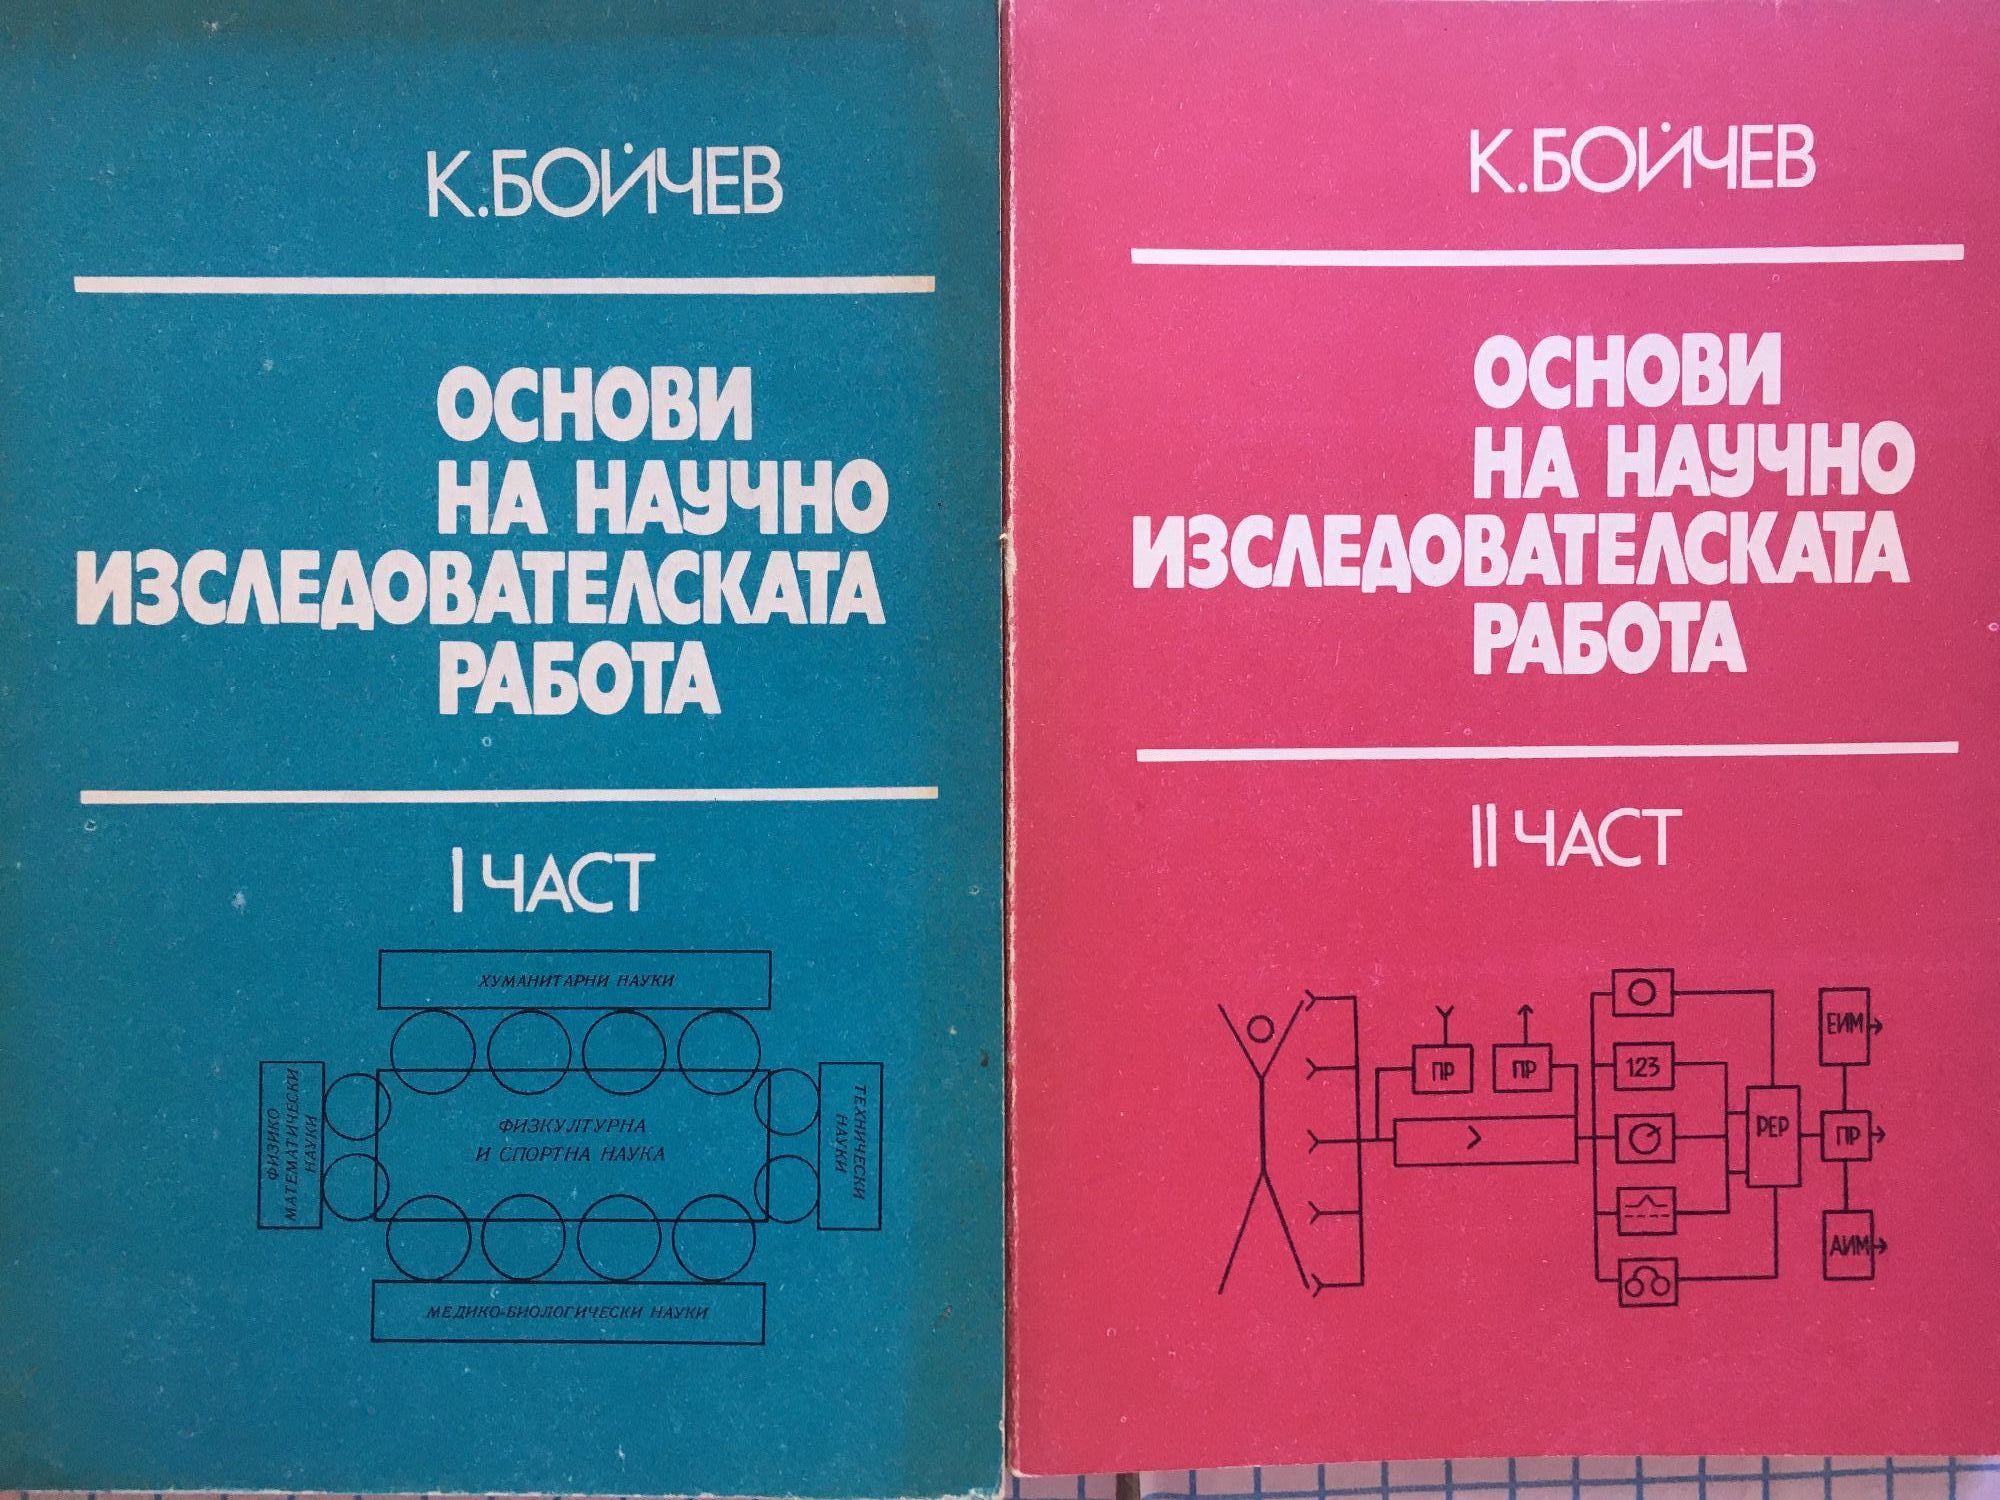 К.БОЙЧЕВ
ОСНОВИ
НА НАУЧНО
ИЗСЛЕДОВАТЕЛСКАТА
РАБОТА
I ЧАСТ
ХУМАНИТАРНИ НАУКИ
ФИЗИКО
МАТЕМАТИЧЕСКИ
НАУКИ
ФИЗКУЛТУРНА
И СПОРТНА НАУКА
ТЕХНИЧЕСКИ
НАУКИ
МЕДИКО-БИОЛОГИЧЕСКИ НАУКИ
К.БОЙЧЕВ
ОСНОВИ
НА НАУЧНО
ИЗСЛЕДОВАТЕЛСКАТА
РАБОТА
II ЧАСТ
ПР
ПР
123
РЕР
ЕИМ
ПР
АИМ